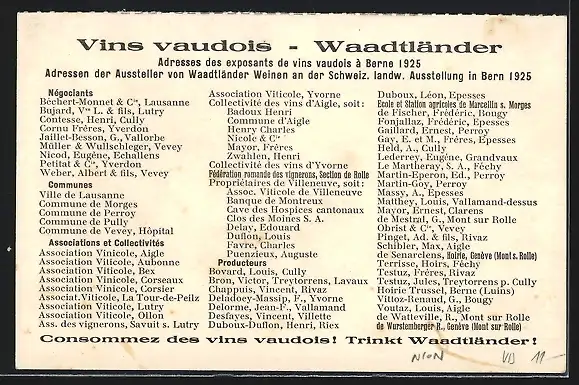 Vins vaudois - Waadtländer
Adresses des exposants de vins vaudois à Berne 1925
Adressen der Aussteller von Waadtländer Weinen an der Schweiz. landw. Ausstellung in Bern 1925
Négociants
Béchert-Monnet & Cie, Lausanne
Bujard, Vve L. & fils, Lutry
Contesse, Henri, Cully
Cornu Frères, Yverdon
Jaillet-Besson, G., Vallorbe
Müller & Wullschleger, Vevey
Nicod, Eugène, Echallens
Petitat & Cie, Yverdon
Weber, Albert & fils, Vevey
Communes
Ville de Lausanne
Commune de Morges
Commune de Perroy
Commune de Pully
Commune de Vevey, Hôpital
Associations et Collectivités
Association Vinicole, Aigle
Association Viticole, Aubonne
Association Viticole, Bex
Association Vinicole, Corseaux
Association Vinicole, Corsier
Associat. Viticole, La Tour-de-Peilz
Association Viticole, Lutry
Association Viticole, Ollon
Ass. des vignerons, Savuit s. Lutry
Association Viticole, Yvorne
Collectivité des vins d'Aigle, soit:
Badoux Henri
Commune d'Aigle
Henry Charles
Nicole & Cie
Mayor, Frères
Zwahlen, Henri
Collectivité des vins d'Yvorne
Fédération romande des vignerons, Section de Rolle
Propriétaires de Villeneuve, soit:
Assoc. Viticole de Villeneuve
Banque de Montreux
Cave des Hospices cantonaux
Clos des Moines S. A.
Delay, Edouard
Duflon, Louis
Favre, Charles
Puenzieux, Auguste
Producteurs
Bovard, Louis, Cully
Bron, Victor, Treytorrens, Lavaux
Chappuis, Vincent, Rivaz
Deladoey-Massip, F., Yvorne
Delorme, Jean-F., Vallamand
Desfayes, Vincent, Villette
Duboux-Duflon, Henri, Riex
Duboux, Léon, Epesses
Ecole et Station agricoles de Marcellin s. Morges
de Fischer, Frédéric, Bougy
Fonjallaz, Frédéric, Epesses
Gaillard, Ernest, Perroy
Gay, E. et M., Frères, Epesses
Held, A., Cully
Lederrey, Eugène, Grandvaux
Le Martheray, S. A., Féchy
Martin-Eperon, Ed., Perroy
Martin-Goy, Perroy
Massy, A., Epesses
Matthey, Louis, Vallamand-dessus
Mayor, Ernest, Clarens
de Mestral, G., Mont sur Rolle
Obrist & Cie, Vevey
Pinget, Ad. & fils, Rivaz
Schibler, Max, Aigle
de Senarclens, Hoirie, Genève (Mont s. Rolle)
Terrisse, Hoirs, Féchy
Testuz, Frères, Rivaz
Testuz, Jules, Treytorrens p. Cully
Hoirie Trussel, Berne (Luins)
Vittoz-Renaud, G., Bougy
Voutaz, Louis, Aigle
de Watteville, R., Mont sur Rolle
de Wurstemberger R., Genève (Mont sur Rolle)
Consommez des vins vaudois! Trinkt Waadtländer!
NION VD 11.-